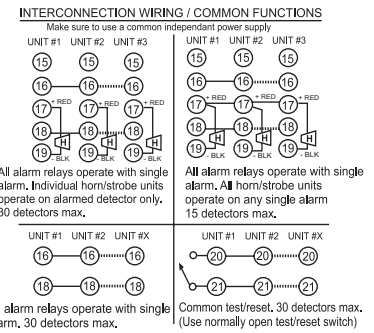 INTERCONNECTION WIRING / COMMON FUNCTIONS
Make sure to use a common independant power supply
UNIT #1 UNIT #2 UNIT #3
15 15 15
16 16 16
17 + RED 17 + RED 17 + RED
18 18 18
H H H
19 - BLK 19 19 - BLK
All alarm relays operate with single
alarm. Individual horn/strobe units
operate on alarmed detector only.
30 detectors max.
UNIT #1 UNIT #2 UNIT #3
15 15 15
16 16 16
17 + RED 17 + RED 17 + RED
18 18 18
H H H
19 - BLK 19 19 - BLK
All alarm relays operate with single
alarm. All horn/strobe units
operate on any single alarm
15 detectors max.
UNIT #1 UNIT #2 UNIT #X
16 16 16
18 18 18
alarm relays operate with single
arm. 30 detectors max.
UNIT #1 UNIT #2 UNIT #X
20 20 20
21 21 21
Common test/reset. 30 detectors max.
(Use normally open test/reset switch)